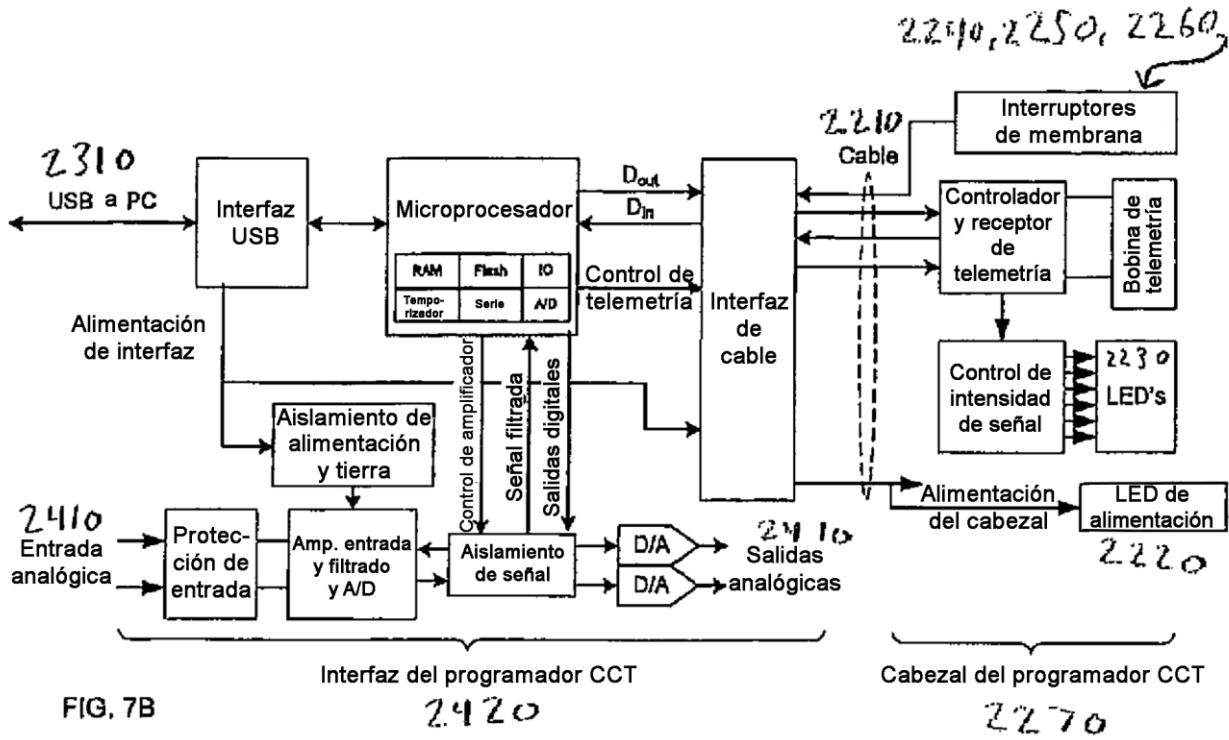 2240, 2250, 2260
Interruptores
de membrana
2210
Cable
2310
USB a PC
Interfaz
USB
Microprocesador
RAM
Flash
IO
Tempo-
rizador
Serie
A/D
Dout
Din
Control de
telemetría
Interfaz
de
cable
Controlador
y receptor
de
telemetría
Bobina de
telemetría
Alimentación
de interfaz
Control de
intensidad
de señal
2230
LED's
Aislamiento de
alimentación
y tierra
Control de amplificador
Señal filtrada
Salidas digitales
Alimentación
del cabezal
LED de
alimentación
2220
2410
Entrada
analógica
Protec-
ción de
entrada
Amp. entrada
y filtrado
y A/D
Aislamiento
de señal
D/A
D/A
2410
Salidas
analógicas
Interfaz del programador CCT
2420
Cabezal del programador CCT
2270
FIG, 7B